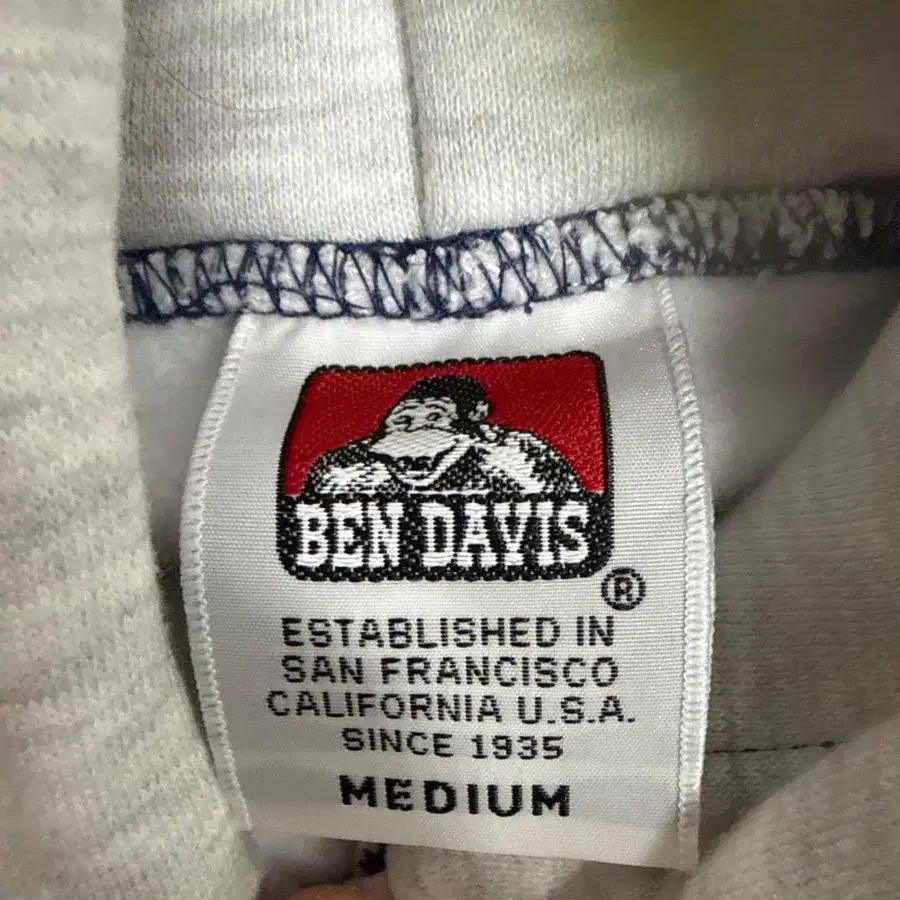 BEN DAVIS
®
ESTABLISHED IN
SAN FRANCISCO
CALIFORNIA U.S.A.
SINCE 1935
MEDIUM